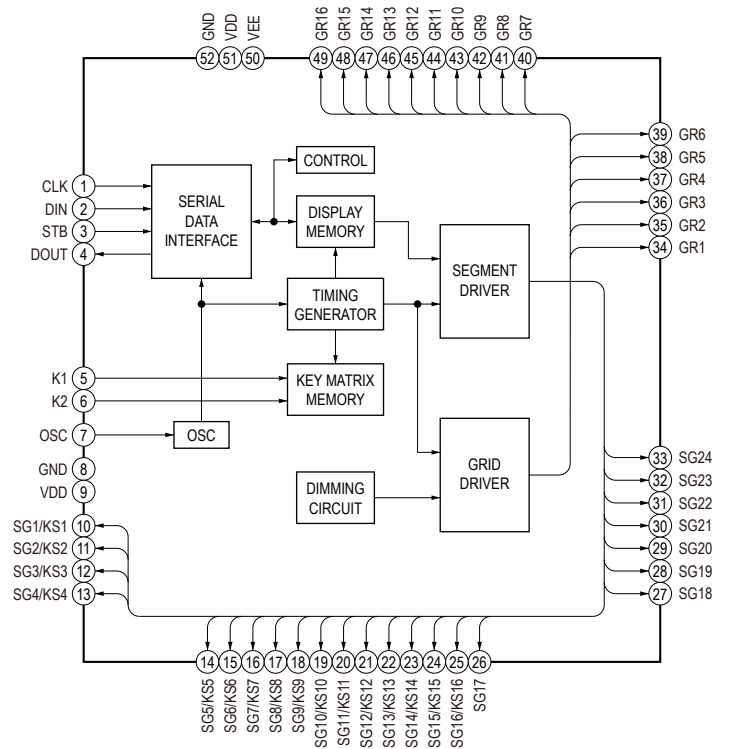 GND
VDD
VEE
GR16
GR15
GR14
GR13
GR12
GR11
GR10
GR9
GR8
GR7
52
51
50
49
48
47
46
45
44
43
42
41
40
39 GR6
38 GR5
37 GR4
36 GR3
35 GR2
34 GR1
CONTROL
CLK 1
DIN 2
STB 3
DOUT 4
SERIAL
DATA
INTERFACE
DISPLAY
MEMORY
SEGMENT
DRIVER
TIMING
GENERATOR
K1 5
K2 6
KEY MATRIX
MEMORY
OSC 7
OSC
GND 8
VDD 9
DIMMING
CIRCUIT
GRID
DRIVER
33 SG24
32 SG23
31 SG22
30 SG21
29 SG20
28 SG19
27 SG18
SG1/KS1 10
SG2/KS2 11
SG3/KS3 12
SG4/KS4 13
14
15
16
17
18
19
20
21
22
23
24
25
26
SG5/KS5
SG6/KS6
SG7/KS7
SG8/KS8
SG9/KS9
SG10/KS10
SG11/KS11
SG12/KS12
SG13/KS13
SG14/KS14
SG15/KS15
SG16/KS16
SG17